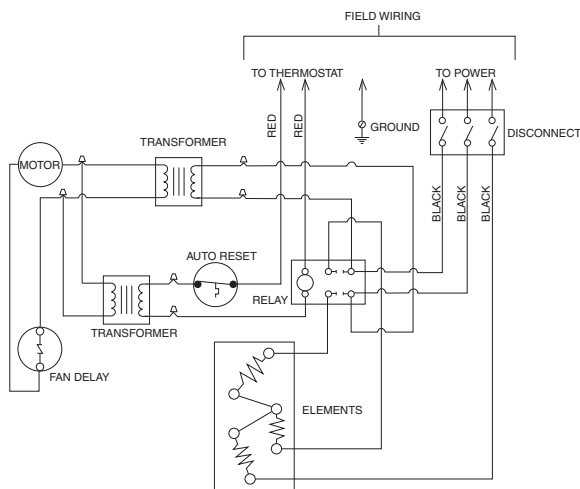 FIELD WIRING
TO THERMOSTAT
TO POWER
RED
RED
GROUND
DISCONNECT
TRANSFORMER
MOTOR
BLACK
BLACK
BLACK
AUTO RESET
RELAY
TRANSFORMER
FAN DELAY
ELEMENTS